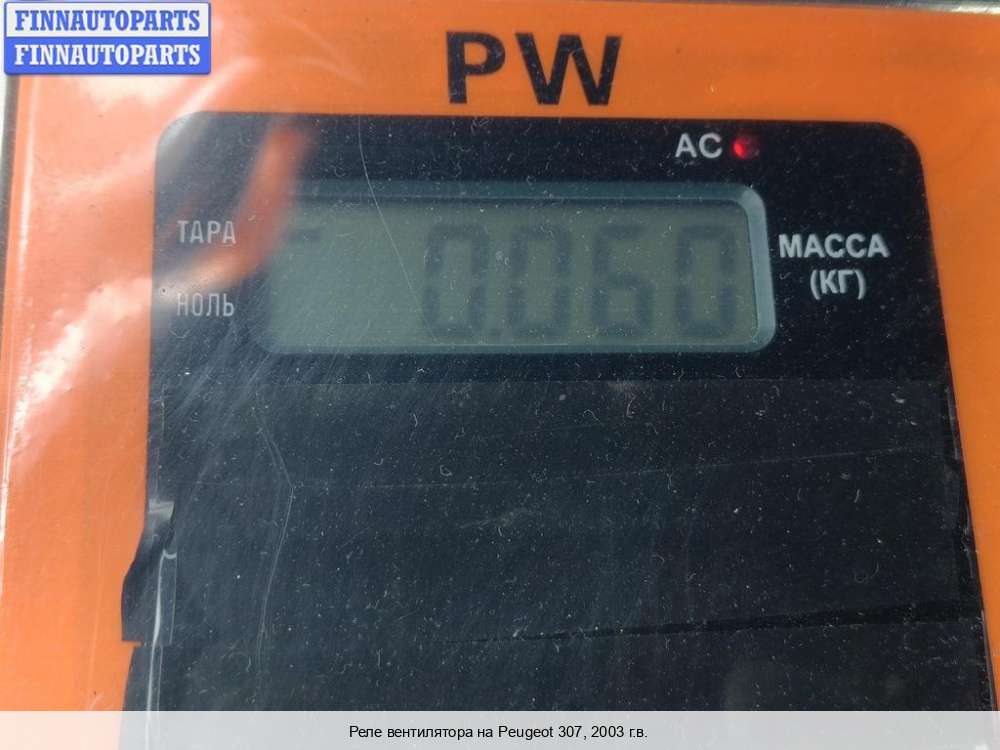 FINNAUTOPARTS
FINNAUTOPARTS
PW
AC
ТАРА
0.060
МАССА
(КГ)
НОЛЬ
Реле вентилятора на Peugeot 307, 2003 г.в.